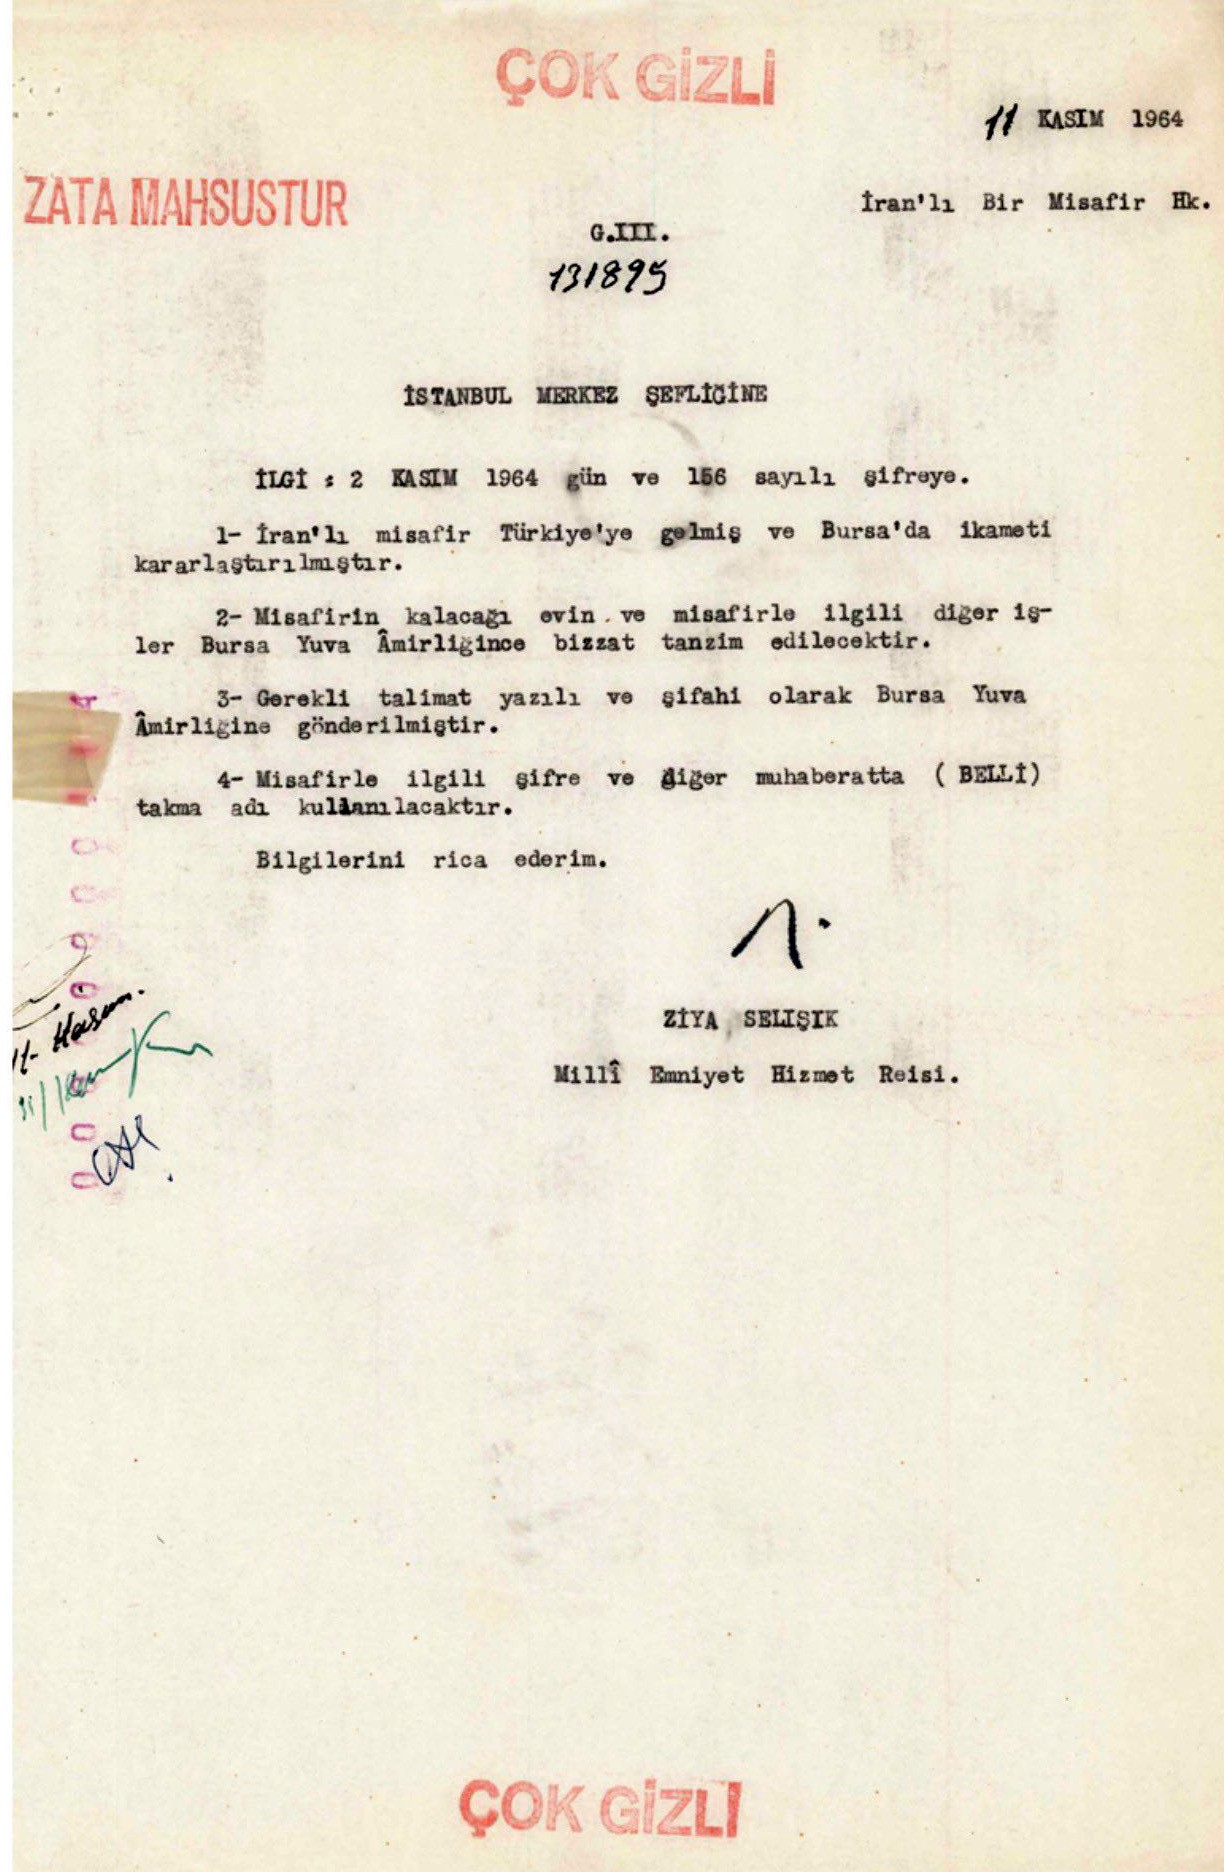 ÇOK GİZLİ
11 KASIM 1964
ZATA MAHSUSTUR
İran'lı Bir Misafir Hk.
G.III.
131895
İSTANBUL MERKEZ ŞEFLİĞİNE
İLGİ : 2 KASIM 1964 gün ve 156 sayılı şifreye.
1- İran'lı misafir Türkiye'ye gelmiş ve Bursa'da ikameti
kararlaştırılmıştır.
2- Misafirin kalacağı evin ve misafirle ilgili diğer iş-
ler Bursa Yuva Âmirliğince bizzat tanzim edilecektir.
3- Gerekli talimat yazılı ve şifahi olarak Bursa Yuva
Âmirliğine gönderilmiştir.
4- Misafirle ilgili şifre ve diğer muhaberatta ( BELLİ)
takma adı kullanılacaktır.
Bilgilerini rica ederim.
ZİYA SELIŞIK
Millî Emniyet Hizmet Reisi.
ÇOK GİZLİ